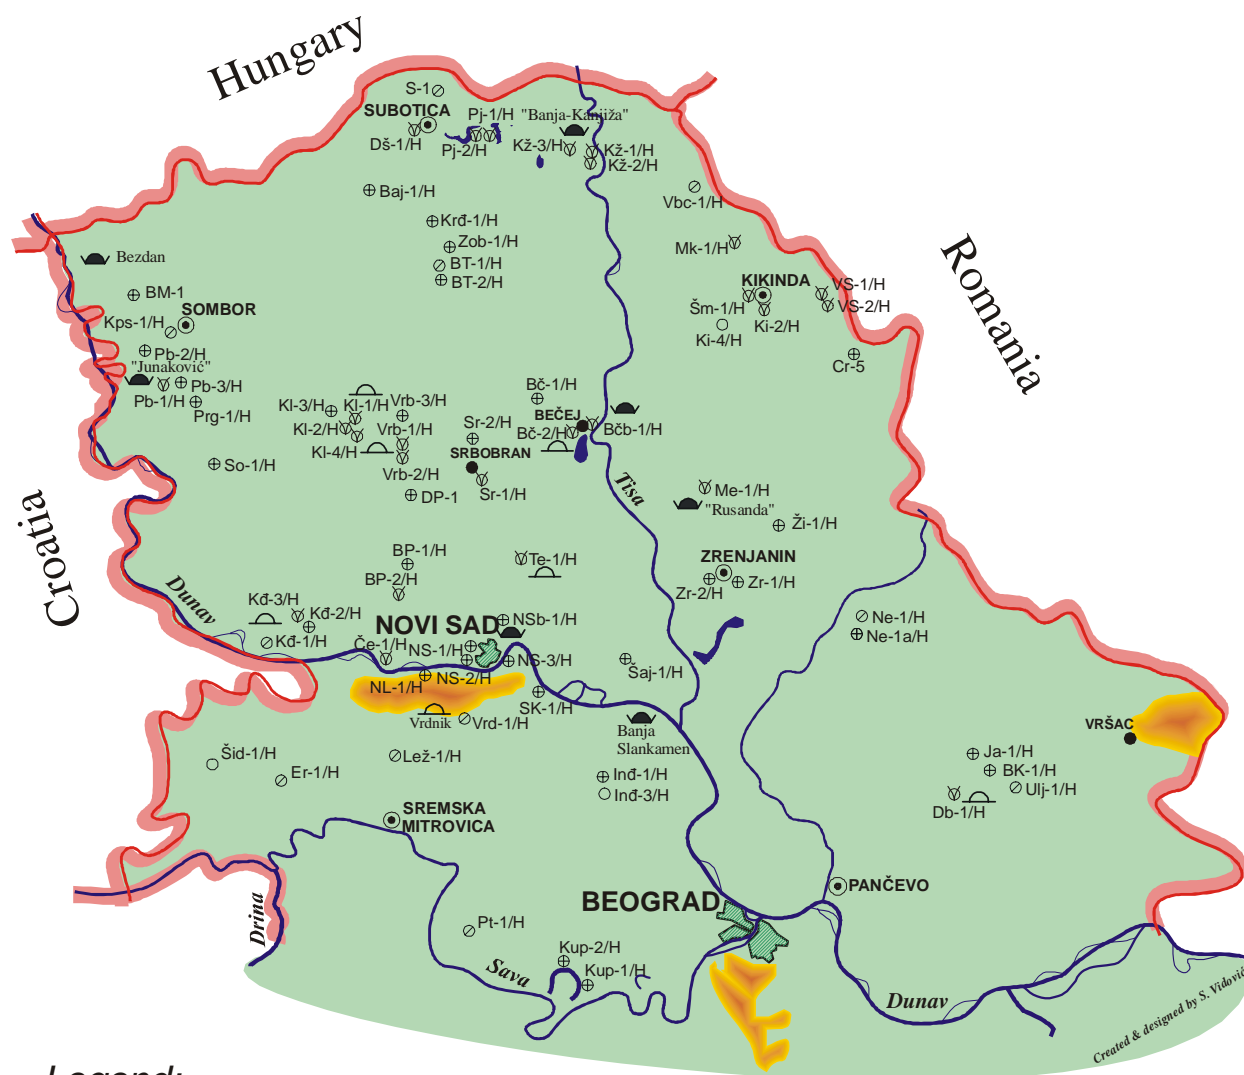 Hungary
S-1
SUBOTICA
Pj-1/H
"Banja-Kanjiža"
Dš-1/H
Pj-2/H
Kž-3/H
Kž-1/H
Kž-2/H
Baj-1/H
Vbc-1/H
Krđ-1/H
Zob-1/H
Mk-1/H
BT-1/H
BT-2/H
Bezdan
Romania
BM-1
KIKINDA
VS-1/H
VS-2/H
SOMBOR
Šm-1/H
Ki-2/H
Kps-1/H
Ki-4/H
Pb-2/H
"Junaković"
Cr-5
Pb-3/H
Pb-1/H
Prg-1/H
Bč-1/H
Kl-3/H
Kl-1/H
Vrb-3/H
BEČEJ
Kl-2/H
Vrb-1/H
Sr-2/H
Bč-2/H
Bčb-1/H
Kl-4/H
SRBOBRAN
So-1/H
Vrb-2/H
Tisa
DP-1
Sr-1/H
Me-1/H
"Rusanda"
Croatia
Ži-1/H
BP-1/H
Te-1/H
ZRENJANIN
BP-2/H
Zr-2/H
Zr-1/H
Dunav
Kđ-3/H
Kđ-2/H
NOVI SAD
NSb-1/H
Ne-1/H
Kđ-1/H
Če-1/H
NS-1/H
Ne-1a/H
NS-3/H
NS-2/H
Šaj-1/H
NL-1/H
SK-1/H
Vrdnik
Vrd-1/H
Banja
Slankamen
VRŠAC
Šid-1/H
Lež-1/H
Ja-1/H
Er-1/H
Inđ-1/H
BK-1/H
Inđ-3/H
Ulj-1/H
Db-1/H
SREMSKA
MITROVICA
PANČEVO
BEOGRAD
Drina
Pt-1/H
Kup-2/H
Sava
Kup-1/H
Dunav
Created & designed by S. Vidović
Legend: